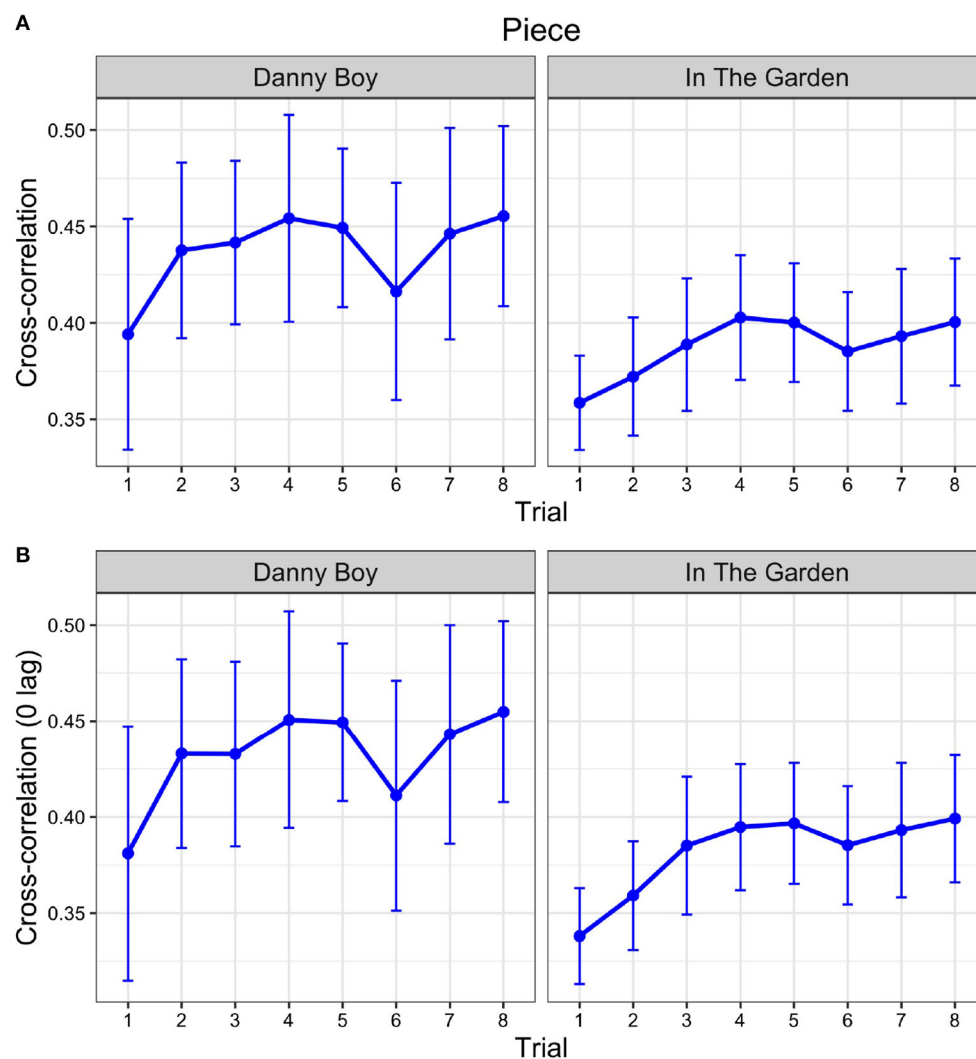 A
Piece
Danny Boy
In The Garden
Cross-correlation
0.50
0.45
0.40
0.35
1 2 3 4 5 6 7 8
1 2 3 4 5 6 7 8
Trial
B
Danny Boy
In The Garden
Cross-correlation (0 lag)
0.50
0.45
0.40
0.35
1 2 3 4 5 6 7 8
1 2 3 4 5 6 7 8
Trial